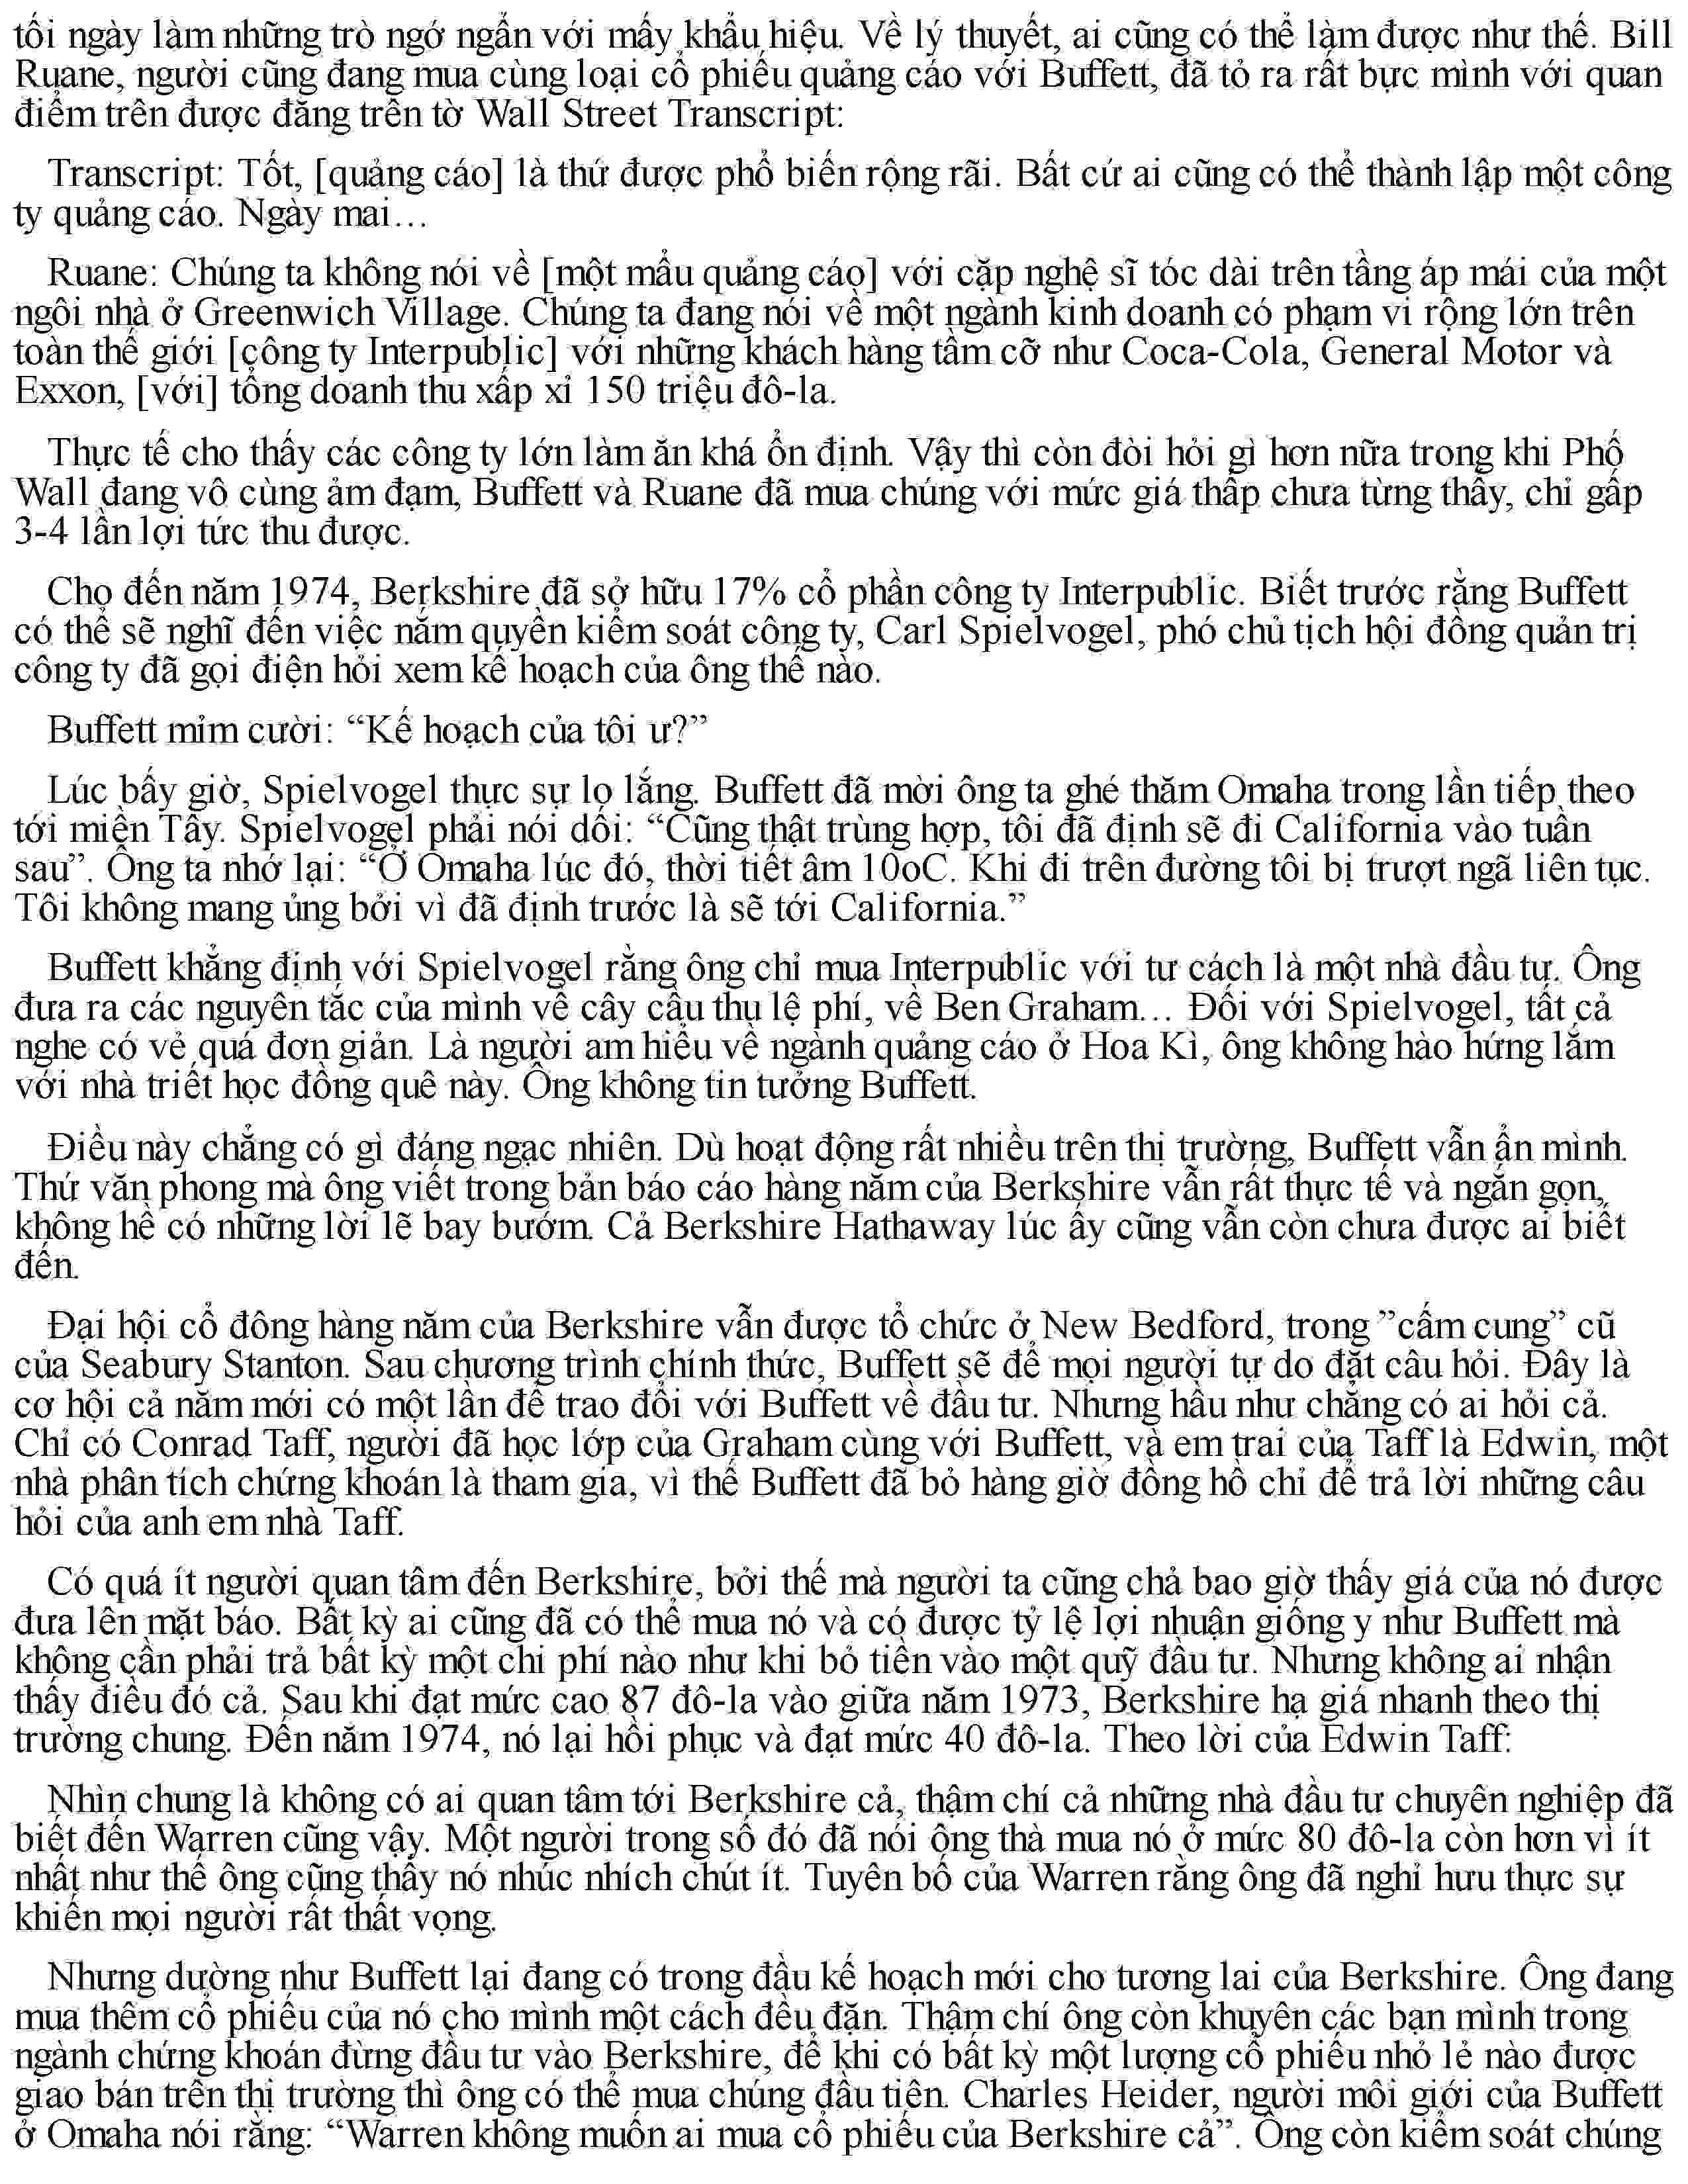 tối ngày làm những trò ngớ ngẩn với mấy khẩu hiệu. Về lý thuyết, ai cũng có thể làm được như thế. Bill
Ruane, người cũng đang mua cùng loại cổ phiếu quảng cáo với Buffett, đã tỏ ra rất bực mình với quan
điểm trên được đăng trên tờ Wall Street Transcript:
Transcript: Tốt, [quảng cáo] là thứ được phổ biến rộng rãi. Bất cứ ai cũng có thể thành lập một công
ty quảng cáo. Ngày mai…
Ruane: Chúng ta không nói về [một mẩu quảng cáo] với cặp nghệ sĩ tóc dài trên tầng áp mái của một
ngôi nhà ở Greenwich Village. Chúng ta đang nói về một ngành kinh doanh có phạm vi rộng lớn trên
toàn thế giới [công ty Interpublic] với những khách hàng tầm cỡ như Coca-Cola, General Motor và
Exxon, [với] tổng doanh thu xấp xỉ 150 triệu đô-la.
Thực tế cho thấy các công ty lớn làm ăn khá ổn định. Vậy thì còn đòi hỏi gì hơn nữa trong khi Phố
Wall đang vô cùng ảm đạm, Buffett và Ruane đã mua chúng với mức giá thấp chưa từng thấy, chỉ gấp
3-4 lần lợi tức thu được.
Cho đến năm 1974, Berkshire đã sở hữu 17% cổ phần công ty Interpublic. Biết trước rằng Buffett
có thể sẽ nghĩ đến việc nắm quyền kiểm soát công ty, Carl Spielvogel, phó chủ tịch hội đồng quản trị
công ty đã gọi điện hỏi xem kế hoạch của ông thế nào.
Buffett mỉm cười: “Kế hoạch của tôi ư?”
Lúc bấy giờ, Spielvogel thực sự lo lắng. Buffett đã mời ông ta ghé thăm Omaha trong lần tiếp theo
tới miền Tây. Spielvogel phải nói dối: “Cũng thật trùng hợp, tôi đã định sẽ đi California vào tuần
sau”. Ông ta nhớ lại: “Ở Omaha lúc đó, thời tiết âm 10oC. Khi đi trên đường tôi bị trượt ngã liên tục.
Tôi không mang ủng bởi vì đã định trước là sẽ tới California.”
Buffett khẳng định với Spielvogel rằng ông chỉ mua Interpublic với tư cách là một nhà đầu tư. Ông
đưa ra các nguyên tắc của mình về cây cầu thu lệ phí, về Ben Graham… Đối với Spielvogel, tất cả
nghe có vẻ quá đơn giản. Là người am hiểu về ngành quảng cáo ở Hoa Kì, ông không hào hứng lắm
với nhà triết học đồng quê này. Ông không tin tưởng Buffett.
Điều này chẳng có gì đáng ngạc nhiên. Dù hoạt động rất nhiều trên thị trường, Buffett vẫn ẩn mình.
Thứ văn phong mà ông viết trong bản báo cáo hàng năm của Berkshire vẫn rất thực tế và ngắn gọn,
không hề có những lời lẽ bay bướm. Cả Berkshire Hathaway lúc ấy cũng vẫn còn chưa được ai biết
đến.
Đại hội cổ đông hàng năm của Berkshire vẫn được tổ chức ở New Bedford, trong ”cấm cung” cũ
của Seabury Stanton. Sau chương trình chính thức, Buffett sẽ để mọi người tự do đặt câu hỏi. Đây là
cơ hội cả năm mới có một lần để trao đổi với Buffett về đầu tư. Nhưng hầu như chẳng có ai hỏi cả.
Chỉ có Conrad Taff, người đã học lớp của Graham cùng với Buffett, và em trai của Taff là Edwin, một
nhà phân tích chứng khoán là tham gia, vì thế Buffett đã bỏ hàng giờ đồng hồ chỉ để trả lời những câu
hỏi của anh em nhà Taff.
Có quá ít người quan tâm đến Berkshire, bởi thế mà người ta cũng chả bao giờ thấy giá của nó được
đưa lên mặt báo. Bất kỳ ai cũng đã có thể mua nó và có được tỷ lệ lợi nhuận giống y như Buffett mà
không cần phải trả bất kỳ một chi phí nào như khi bỏ tiền vào một quỹ đầu tư. Nhưng không ai nhận
thấy điều đó cả. Sau khi đạt mức cao 87 đô-la vào giữa năm 1973, Berkshire hạ giá nhanh theo thị
trường chung. Đến năm 1974, nó lại hồi phục và đạt mức 40 đô-la. Theo lời của Edwin Taff:
Nhìn chung là không có ai quan tâm tới Berkshire cả, thậm chí cả những nhà đầu tư chuyên nghiệp đã
biết đến Warren cũng vậy. Một người trong số đó đã nói ông thà mua nó ở mức 80 đô-la còn hơn vì ít
nhất như thế ông cũng thấy nó nhúc nhích chút ít. Tuyên bố của Warren rằng ông đã nghỉ hưu thực sự
khiến mọi người rất thất vọng.
Nhưng dường như Buffett lại đang có trong đầu kế hoạch mới cho tương lai của Berkshire. Ông đang
mua thêm cổ phiếu của nó cho mình một cách đều đặn. Thậm chí ông còn khuyên các bạn mình trong
ngành chứng khoán đừng đầu tư vào Berkshire, để khi có bất kỳ một lượng cổ phiếu nhỏ lẻ nào được
giao bán trên thị trường thì ông có thể mua chúng đầu tiên. Charles Heider, người môi giới của Buffett
ở Omaha nói rằng: “Warren không muốn ai mua cổ phiếu của Berkshire cả”. Ông còn kiểm soát chúng